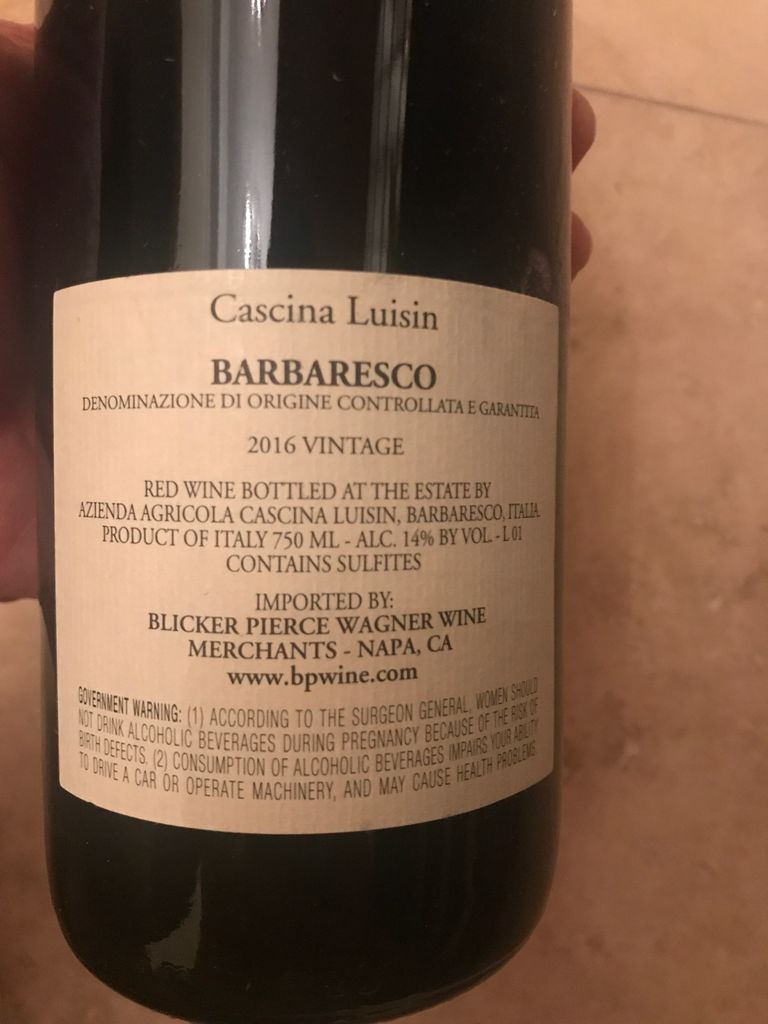 Cascina Luisin
BARBARESCO
DENOMINAZIONE DI ORIGINE CONTROLLATA E GARANTITA
2016 VINTAGE
RED WINE BOTTLED AT THE ESTATE BY
AZIENDA AGRICOLA CASCINA LUISIN, BARBARESCO, ITALIA
PRODUCT OF ITALY 750 ML - ALC. 14% BY VOL. - L 01
CONTAINS SULFITES
IMPORTED BY:
BLICKER PIERCE WAGNER WINE
MERCHANTS - NAPA, CA
www.bpwine.com
GOVERNMENT WARNING: (1) ACCORDING TO THE SURGEON GENERAL, WOMEN SHOULD
NOT DRINK ALCOHOLIC BEVERAGES DURING PREGNANCY BECAUSE OF THE RISK OF
BIRTH DEFECTS. (2) CONSUMPTION OF ALCOHOLIC BEVERAGES IMPAIRS YOUR ABILITY
TO DRIVE A CAR OR OPERATE MACHINERY, AND MAY CAUSE HEALTH PROBLEMS.